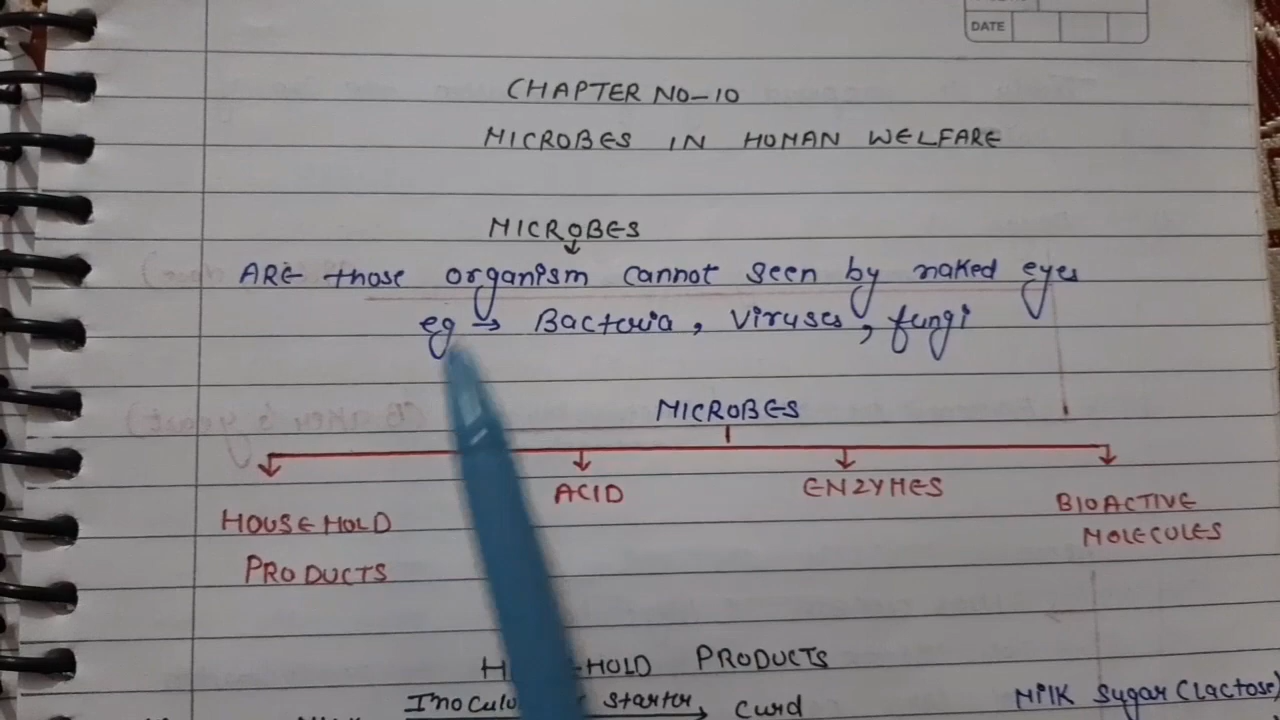 DATE
CHAPTER NO-10
MICROBES IN HUMAN WELFARE
MICROBES
ARE those organism cannot seen by naked eyes
eg → Bacteria, Viruses, fungi
MICROBES
HOUSEHOLD PRODUCTS
ACID
ENZYMES
BIOACTIVE MOLECULES
HOLD PRODUCTS
starter
curd
Milk Sugar (Lactose)